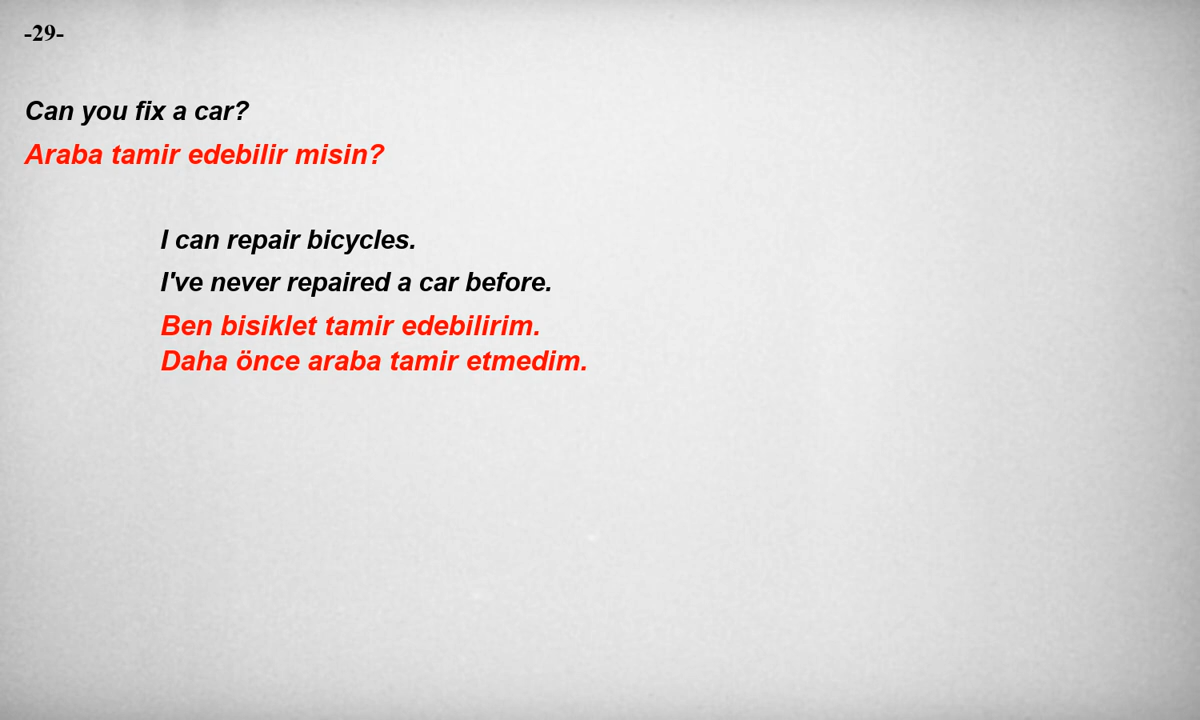 -29-
Can you fix a car?
Araba tamir edebilir misin?
I can repair bicycles.
I've never repaired a car before.
Ben bisiklet tamir edebilirim.
Daha önce araba tamir etmedim.